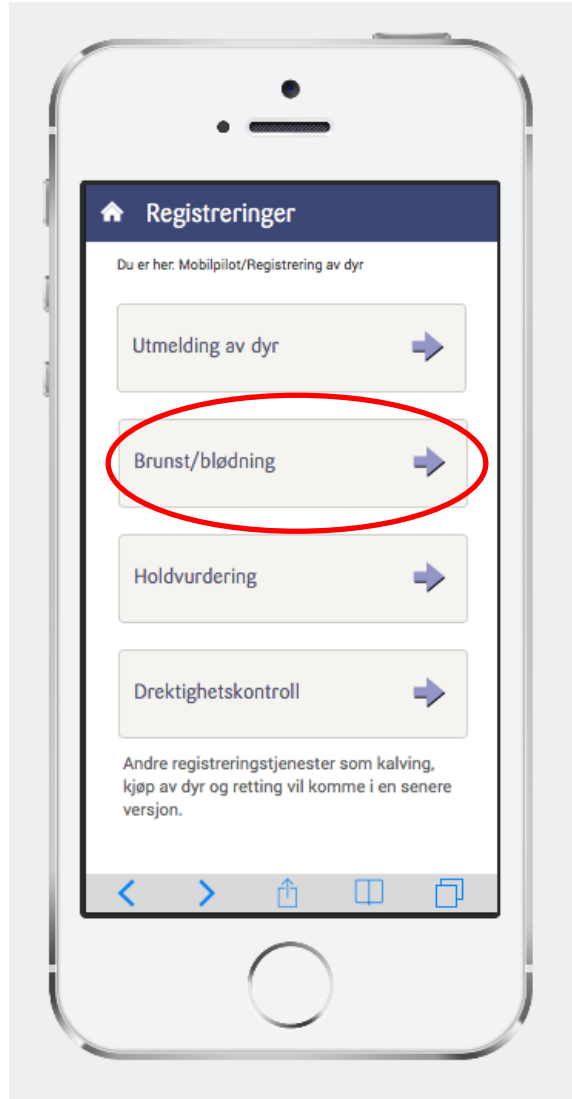 Registreringer
Du er her: Mobilpilot/Registrering av dyr
Utmelding av dyr
Brunst/blødning
Holdvurdering
Drektighetskontroll
Andre registreringstjenester som kalving,
kjøp av dyr og retting vil komme i en senere
versjon.